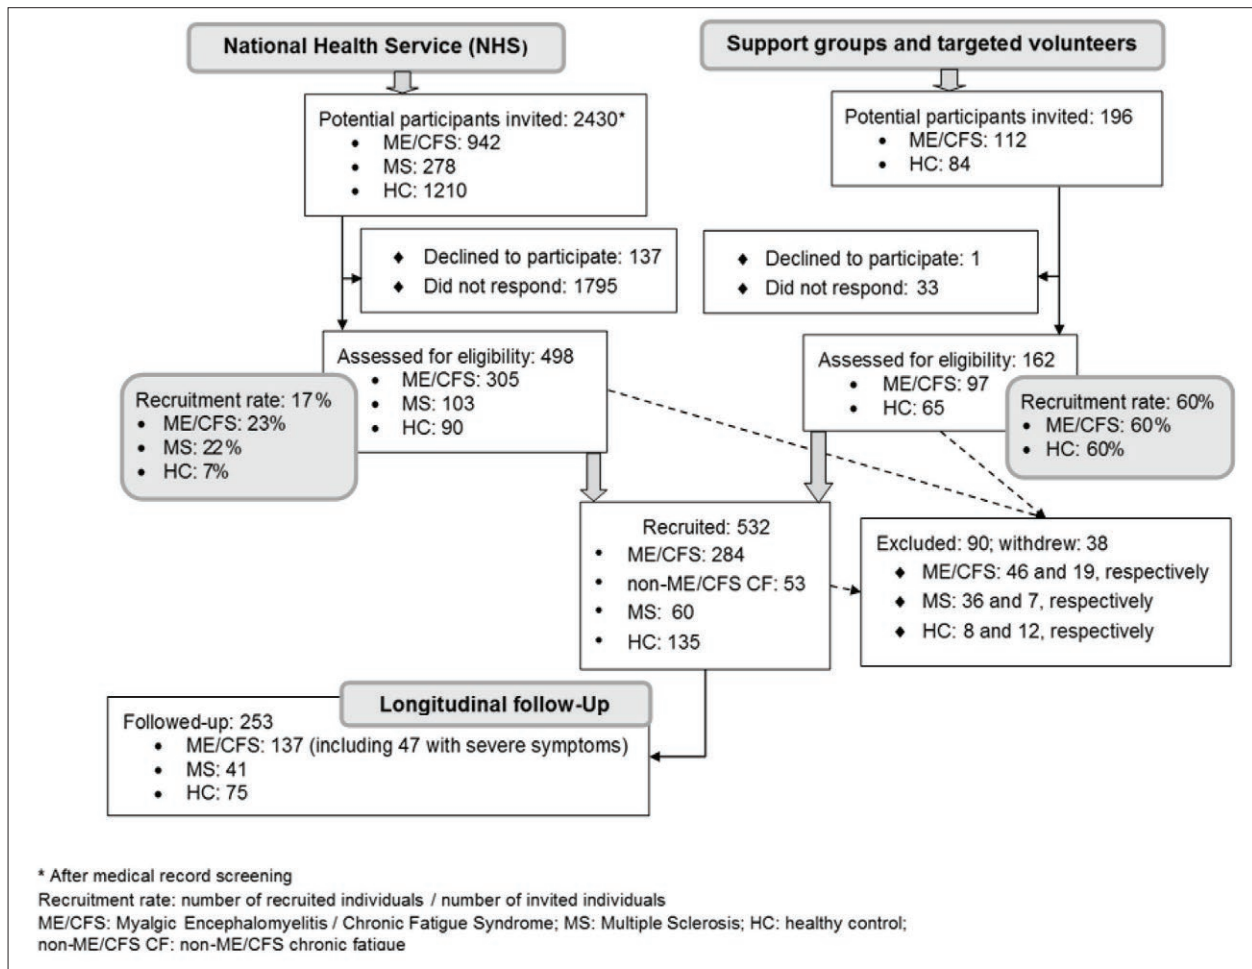 National Health Service (NHS)
Support groups and targeted volunteers
Potential participants invited: 2430*
• ME/CFS: 942
• MS: 278
• HC: 1210
Potential participants invited: 196
• ME/CFS: 112
• HC: 84
♦ Declined to participate: 137
♦ Did not respond: 1795
♦ Declined to participate: 1
♦ Did not respond: 33
Assessed for eligibility: 498
• ME/CFS: 305
• MS: 103
• HC: 90
Recruitment rate: 17%
• ME/CFS: 23%
• MS: 22%
• HC: 7%
Assessed for eligibility: 162
• ME/CFS: 97
• HC: 65
Recruitment rate: 60%
• ME/CFS: 60%
• HC: 60%
Recruited: 532
• ME/CFS: 284
• non-ME/CFS CF: 53
• MS: 60
• HC: 135
Excluded: 90; withdrew: 38
♦ ME/CFS: 46 and 19, respectively
♦ MS: 36 and 7, respectively
♦ HC: 8 and 12, respectively
Longitudinal follow-Up
Followed-up: 253
• ME/CFS: 137 (including 47 with severe symptoms)
• MS: 41
• HC: 75
* After medical record screening
Recruitment rate: number of recruited individuals / number of invited individuals
ME/CFS: Myalgic Encephalomyelitis / Chronic Fatigue Syndrome; MS: Multiple Sclerosis; HC: healthy control;
non-ME/CFS CF: non-ME/CFS chronic fatigue